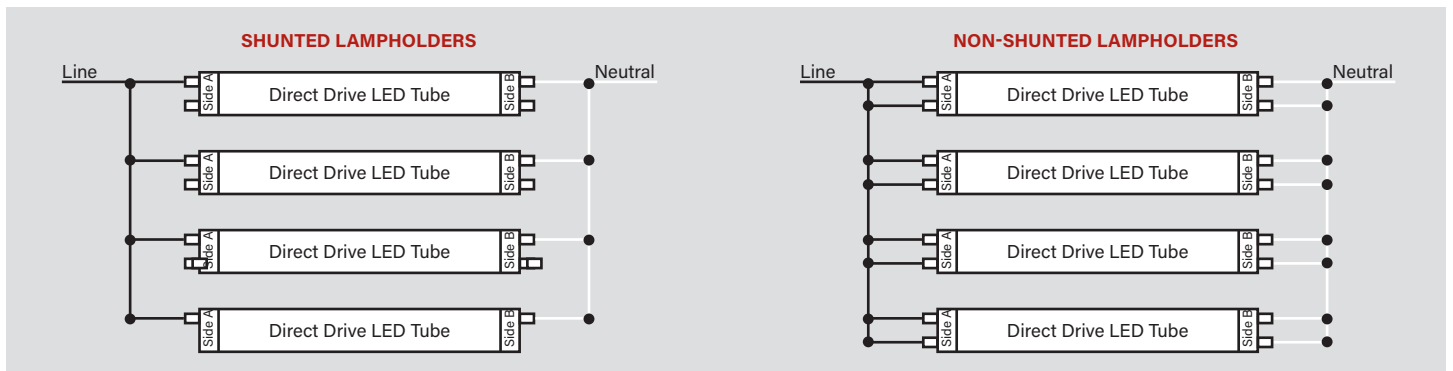 SHUNTED LAMPHOLDERS
Line
Neutral
Side A
Direct Drive LED Tube
Side B
Side A
Direct Drive LED Tube
Side B
Side A
Direct Drive LED Tube
Side B
Side A
Direct Drive LED Tube
Side B
NON-SHUNTED LAMPHOLDERS
Line
Neutral
Side A
Direct Drive LED Tube
Side B
Side A
Direct Drive LED Tube
Side B
Side A
Direct Drive LED Tube
Side B
Side A
Direct Drive LED Tube
Side B